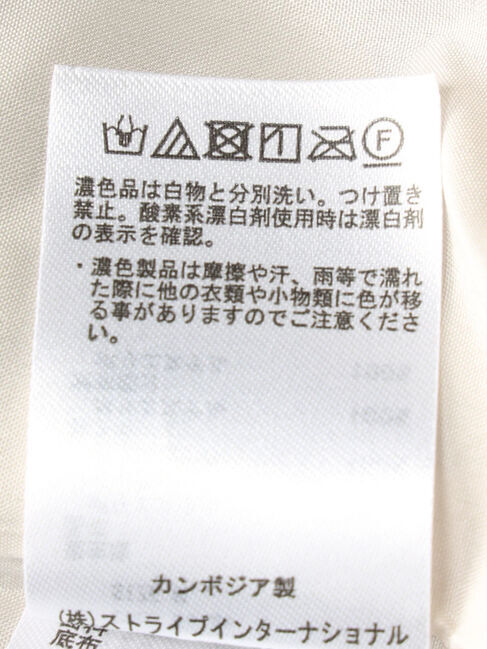 F
濃色品は白物と分別洗い。つけ置き
禁止。酸素系漂白剤使用時は漂白剤
の表示を確認。
・濃色製品は摩擦や汗、雨等で濡れ
た際に他の衣類や小物類に色が移
る事がありますのでご注意くださ
い。
カンボジア製
(株)ストライプインターナショナル
底布